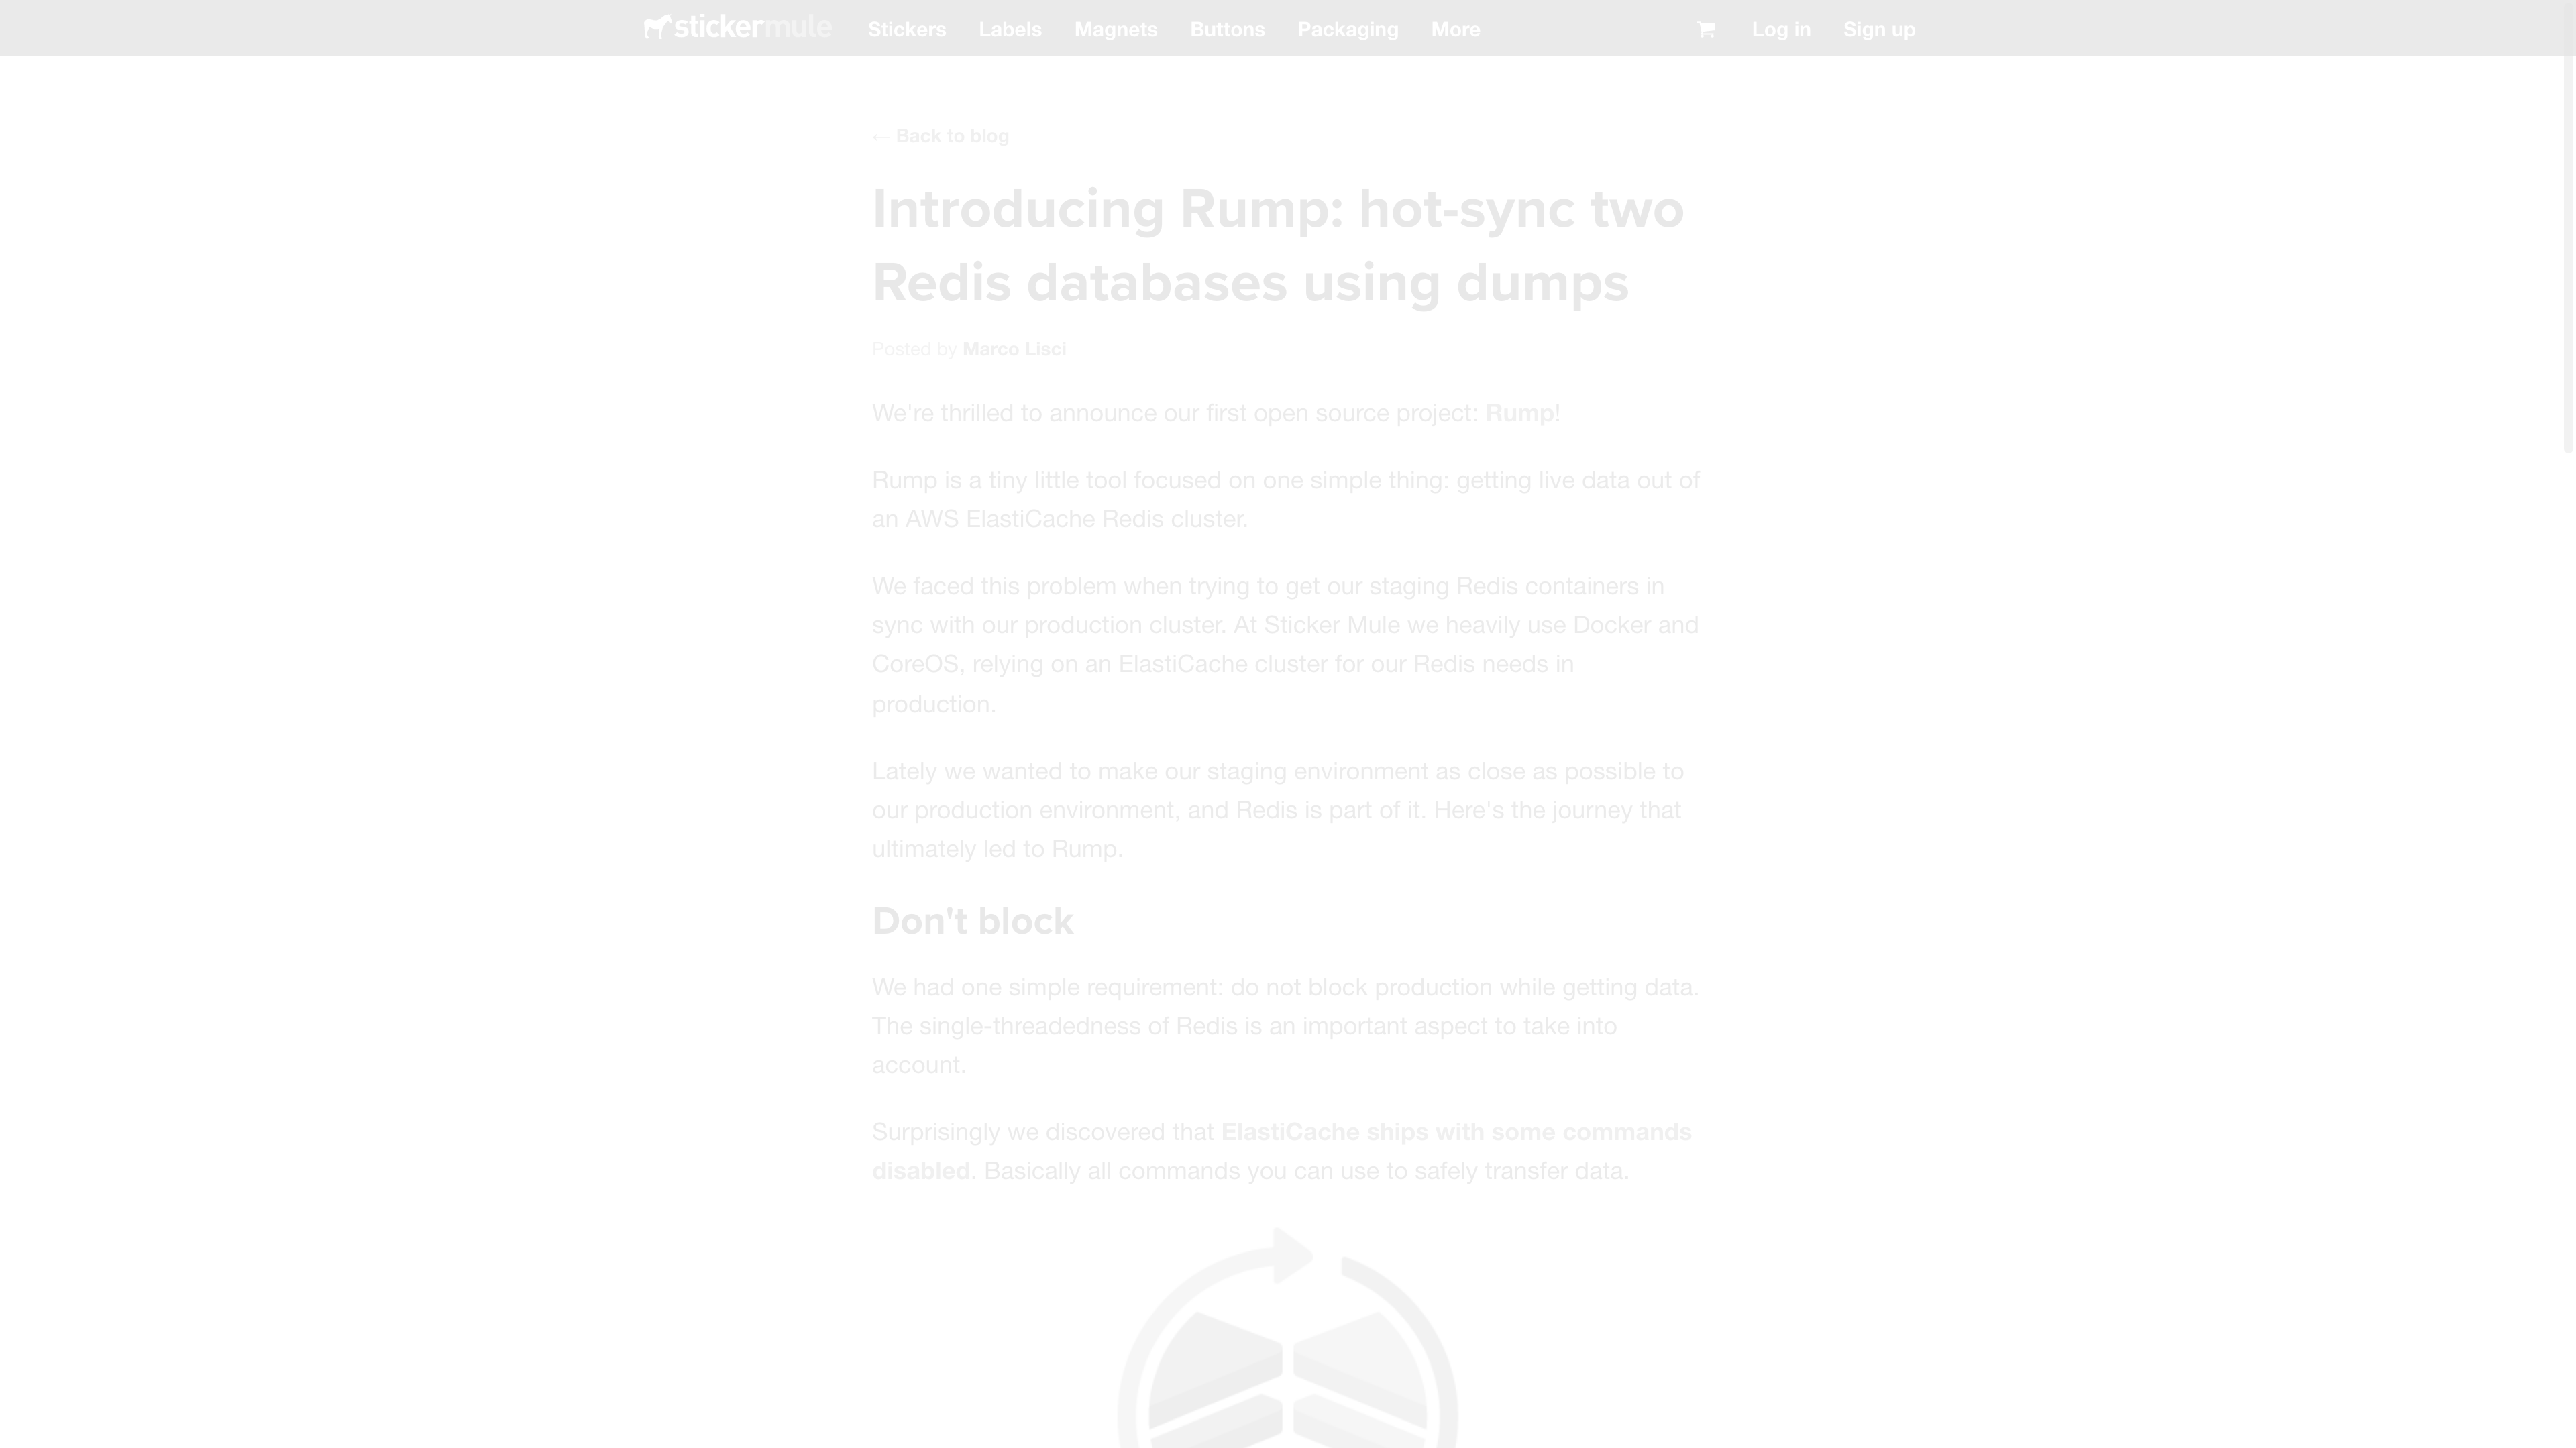 stickermule Stickers Labels Magnets Buttons Packaging More Log in Sign up
← Back to blog
Introducing Rump: hot-sync two
Redis databases using dumps
Posted by Marco Lisci
We're thrilled to announce our first open source project: Rump!
Rump is a tiny little tool focused on one simple thing: getting live data out of
an AWS ElastiCache Redis cluster.
We faced this problem when trying to get our staging Redis containers in
sync with our production cluster. At Sticker Mule we heavily use Docker and
CoreOS, relying on an ElastiCache cluster for our Redis needs in
production.
Lately we wanted to make our staging environment as close as possible to
our production environment, and Redis is part of it. Here's the journey that
ultimately led to Rump.
Don't block
We had one simple requirement: do not block production while getting data.
The single-threadedness of Redis is an important aspect to take into
account.
Surprisingly we discovered that ElastiCache ships with some commands
disabled. Basically all commands you can use to safely transfer data.